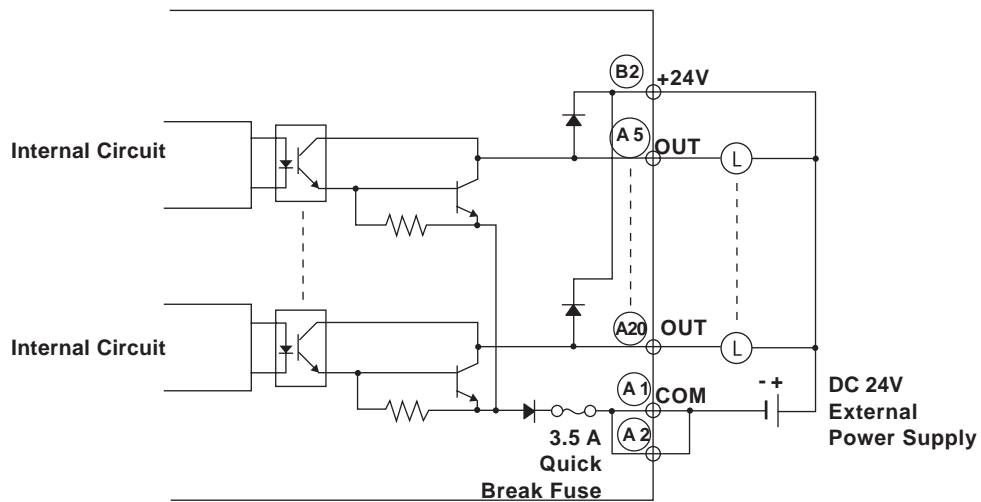 B2
+24V
A 5
Internal Circuit
OUT
L
A20
OUT
Internal Circuit
L
A 1
COM
- +
DC 24V
External
Power Supply
A 2
3.5 A
Quick
Break Fuse